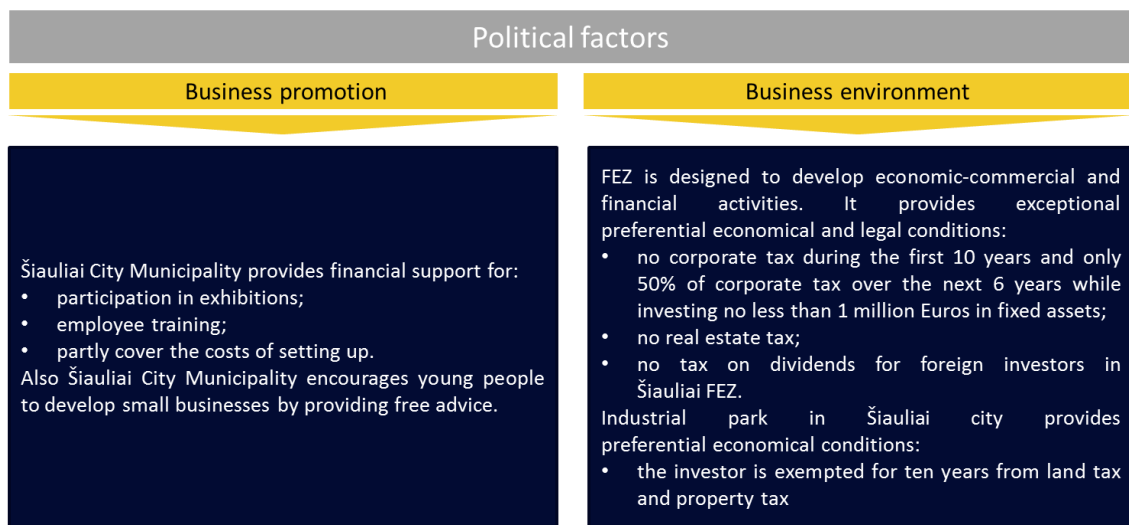 Political factors
Business promotion
Šiauliai City Municipality provides financial support for:
• participation in exhibitions;
• employee training;
• partly cover the costs of setting up.
Also Šiauliai City Municipality encourages young people
to develop small businesses by providing free advice.
Business environment
FEZ is designed to develop economic-commercial and
financial activities. It provides exceptional
preferential economical and legal conditions:
• no corporate tax during the first 10 years and only
50% of corporate tax over the next 6 years while
investing no less than 1 million Euros in fixed assets;
• no real estate tax;
• no tax on dividends for foreign investors in
Šiauliai FEZ.
Industrial park in Šiauliai city provides
preferential economical conditions:
• the investor is exempted for ten years from land tax
and property tax